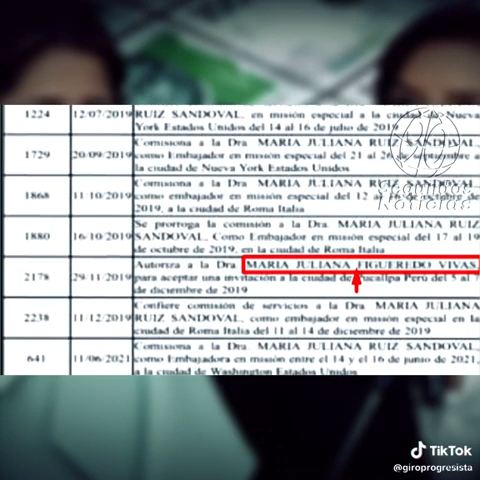 1224 12/07/2019 RUIZ SANDOVAL, en misión especial a la ciudad de Nueva
York Estados Unidos del 14 al 16 de julio de 2019
Comisiona a la Dra. MARIA JULIANA RUIZ SANDOVAL,
1729 20/09/2019 como Embajador en misión especial del 21 al 26 de septiembre a
la ciudad de Nueva York Estados Unidos
Comisiona a la Dra. MARIA JULIANA RUIZ SANDOVAL,
1868 11/10/2019 como embajador en misión especial del 12 al 16 de octubre de
2019, a la ciudad de Roma Italia
Se prorroga la comisión a la Dra. MARIA JULIANA RUIZ
1880 16/10/2019 SANDOVAL, Como Embajador en misión especial del 17 al 19
de octubre de 2019, en la ciudad de Roma Italia
Autoriza a la Dra. MARIA JULIANA FIGUEREDO VIVAS,
2178 29/11/2019 para aceptar una invitación a la ciudad de Pucallpa Perú del 5 al 7
de diciembre de 2019
Confiere comisión de servicios a la Dra. MARIA JULIANA
2238 11/12/2019 RUIZ SANDOVAL, como embajador en misión especial en la
ciudad de Roma Italia del 11 al 14 de diciembre de 2019
Comisiona a la Dra. MARIA JULIANA RUIZ SANDOVAL,
641 11/06/2021 como Embajadora en misión entre el 14 y el 16 de junio de 2021,
a la ciudad de Washington Estados Unidos
Noticias
TikTok
@giroprogresista